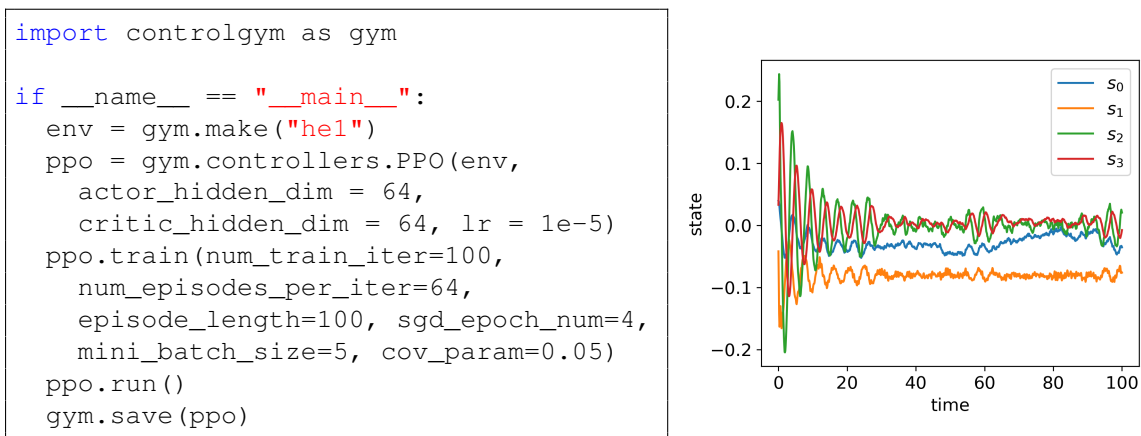 import controlgym as gym
if __name__ == "__main__":
env = gym.make("he1")
ppo = gym.controllers.PPO(env,
actor_hidden_dim = 64,
critic_hidden_dim = 64, lr = 1e-5)
ppo.train(num_train_iter=100,
num_episodes_per_iter=64,
episode_length=100, sgd_epoch_num=4,
mini_batch_size=5, cov_param=0.05)
ppo.run()
gym.save(ppo)
state
0.2
0.1
0.0
−0.1
−0.2
s0
s1
s2
s3
0 20 40 60 80 100
time